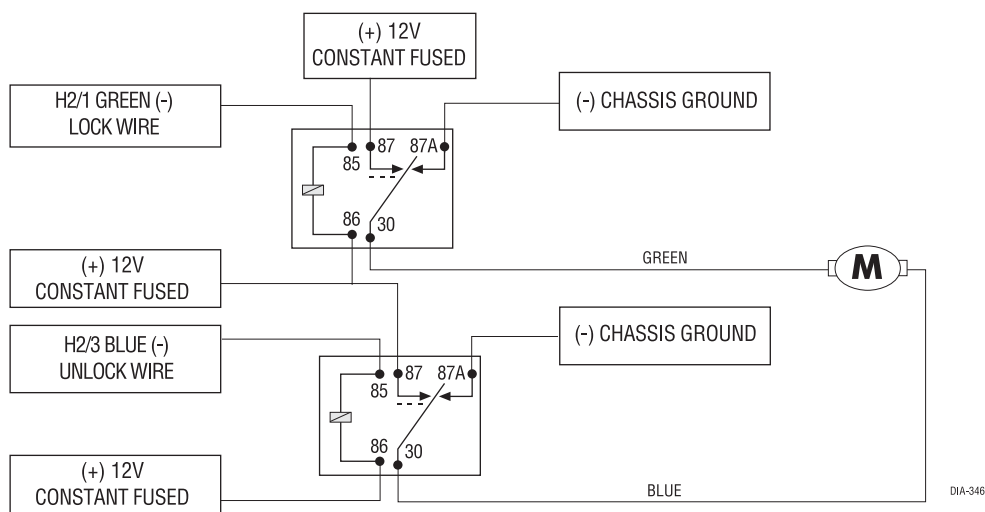 (+) 12V
CONSTANT FUSED
H2/1 GREEN (-)
LOCK WIRE
(-) CHASSIS GROUND
87 87A
85
86
30
(+) 12V
CONSTANT FUSED
GREEN
M
H2/3 BLUE (-)
UNLOCK WIRE
(-) CHASSIS GROUND
87 87A
85
86
30
(+) 12V
CONSTANT FUSED
BLUE
DIA-346